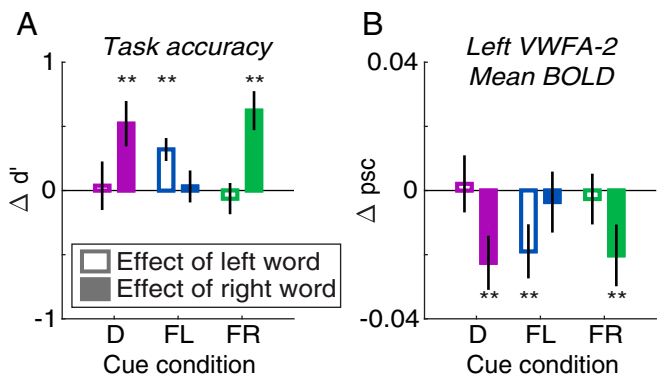 A
Task accuracy
1
** ** **
0
-1
Δ d'
Effect of left word
Effect of right word
D FL FR
Cue condition
B
Left VWFA-2
Mean BOLD
0.04
0
-0.04
Δ psc
** ** **
D FL FR
Cue condition